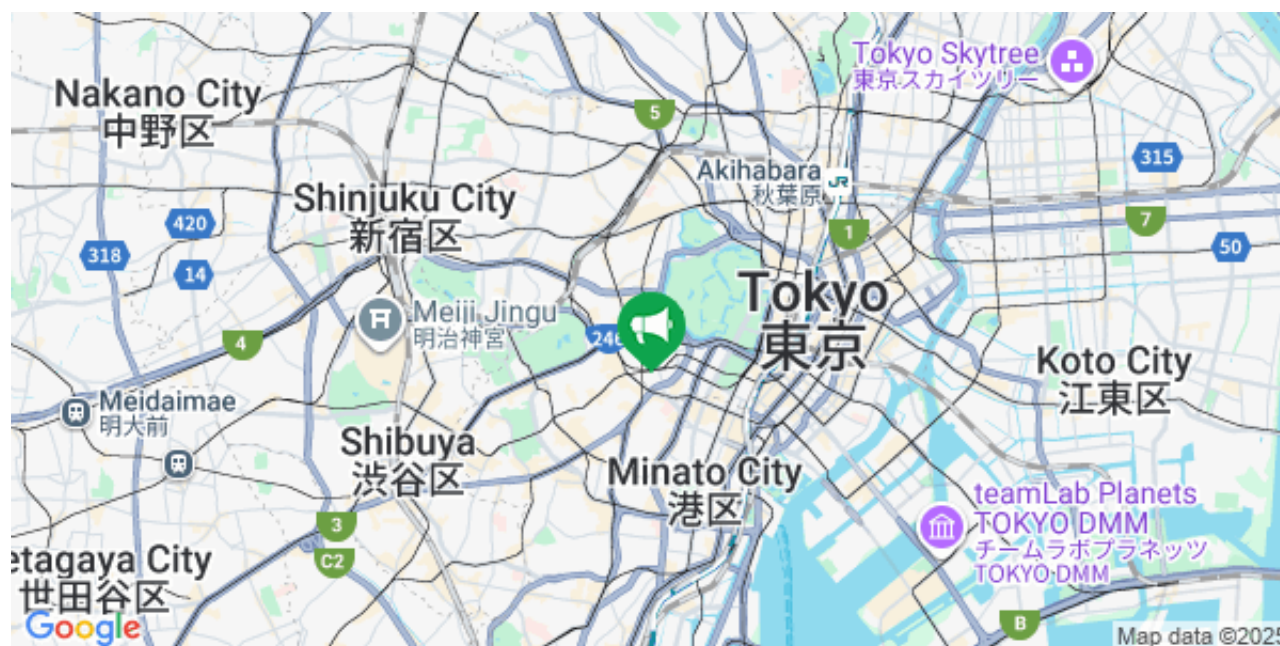 Tokyo Skytree
東京スカイツリー
Nakano City
中野区
5
315
Akihabara
秋葉原
JR
Shinjuku City
新宿区
420
7
1
318
50
14
Tokyo
東京
Meiji Jingu
明治神宮
246
4
Koto City
江東区
Meidaimae
明大前
Shibuya
渋谷区
Minato City
港区
teamLab Planets
TOKYO DMM
チームラボプラネッツ
TOKYO DMM
3
C2
etagaya City
世田谷区
B
Google
Map data ©2025